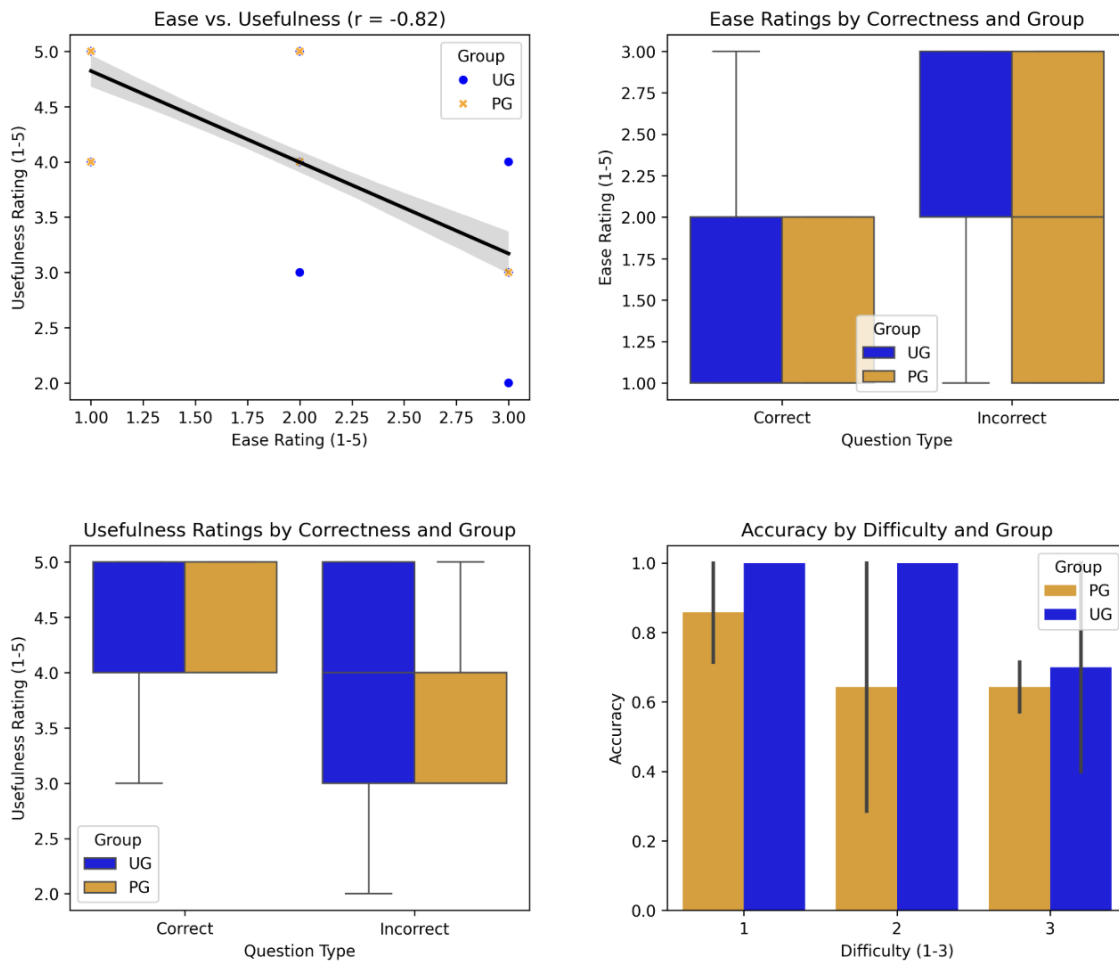 Ease vs. Usefulness (r = -0.82)
5.0
4.5
4.0
3.5
3.0
2.5
2.0
Usefulness Rating (1-5)
Group
UG
PG
1.00 1.25 1.50 1.75 2.00 2.25 2.50 2.75 3.00
Ease Rating (1-5)
Ease Ratings by Correctness and Group
3.00
2.75
2.50
2.25
2.00
1.75
1.50
1.25
1.00
Ease Rating (1-5)
Group
UG
PG
Correct Incorrect
Question Type
Usefulness Ratings by Correctness and Group
5.0
4.5
4.0
3.5
3.0
2.5
2.0
Usefulness Rating (1-5)
Group
UG
PG
Correct Incorrect
Question Type
Accuracy by Difficulty and Group
1.0
0.8
0.6
0.4
0.2
0.0
Accuracy
Group
PG
UG
1 2 3
Difficulty (1-3)